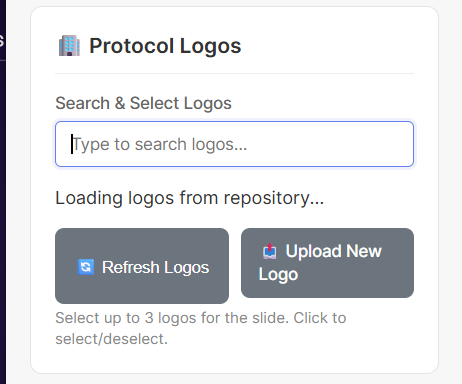 Protocol Logos
Search & Select Logos
Type to search logos...
Loading logos from repository...
Refresh Logos
Upload New
Logo
Select up to 3 logos for the slide. Click to
select/deselect.